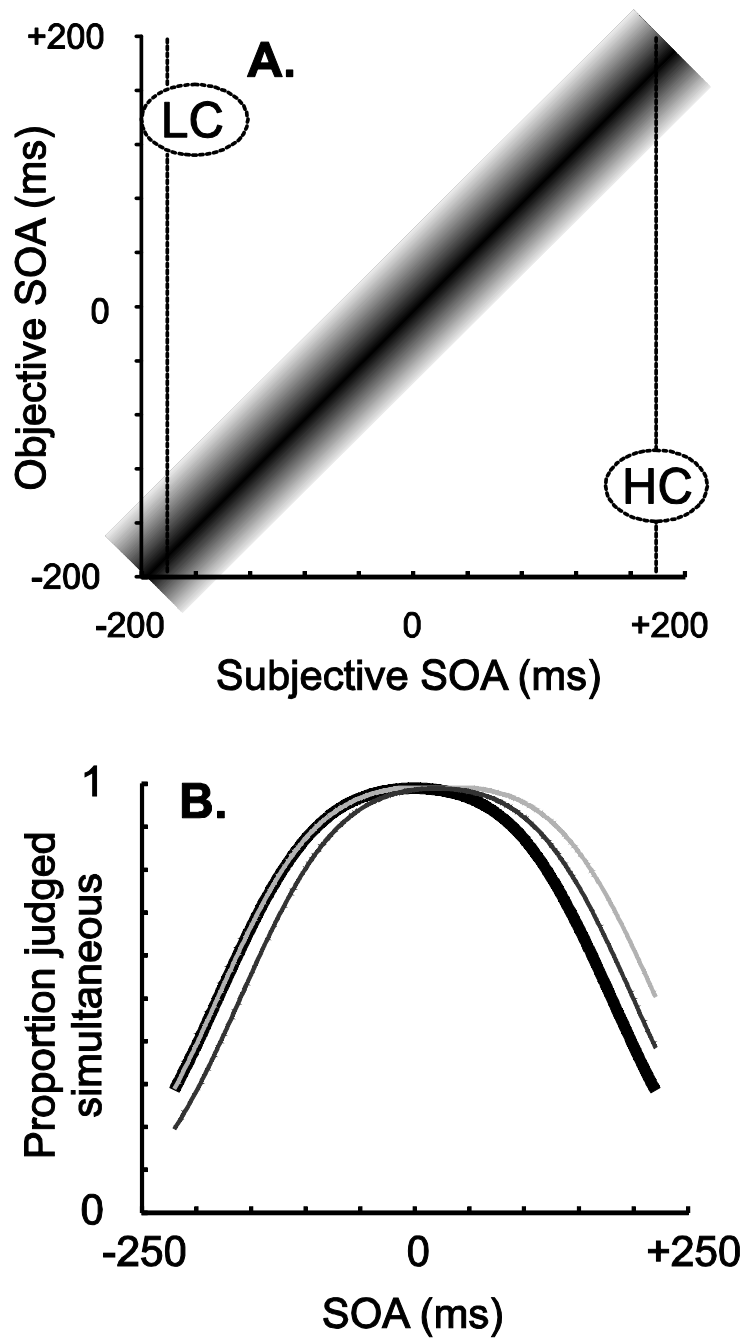 +200
A.
LC
Objective SOA (ms)
0
HC
-200
-200
0
+200
Subjective SOA (ms)
1
B.
Proportion judged
simultaneous
0
-250
0
+250
SOA (ms)